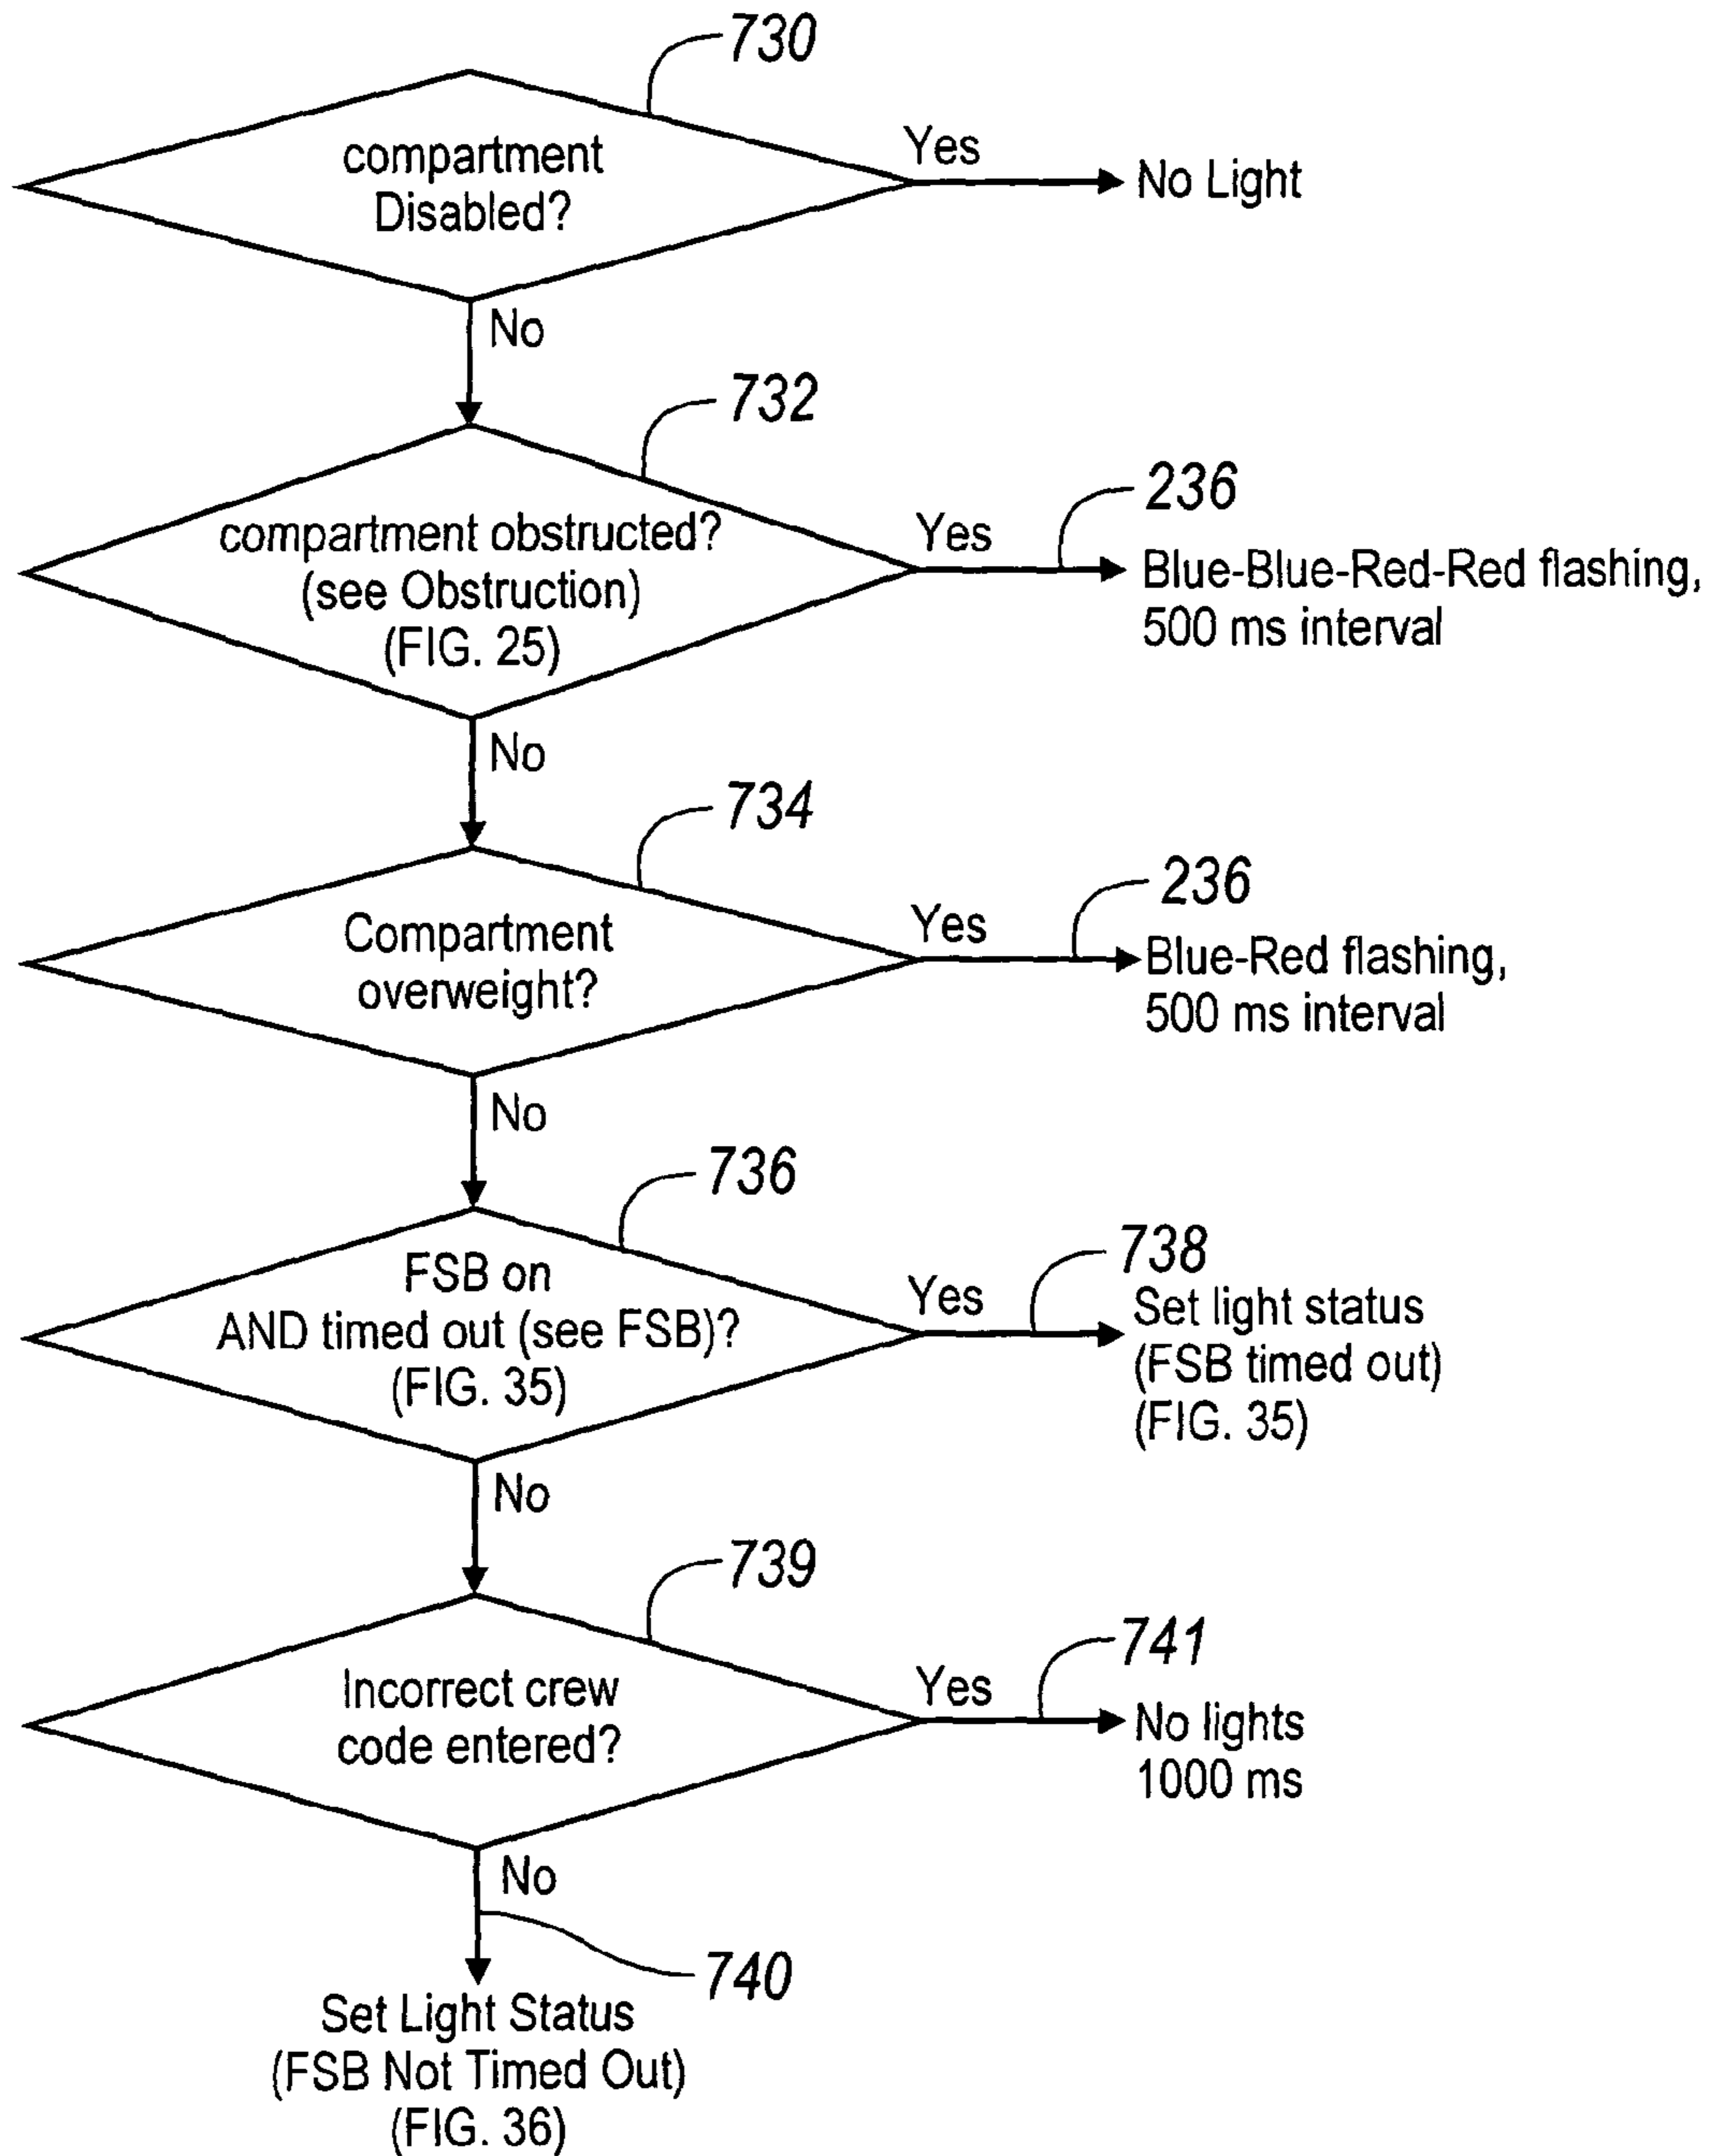 730
compartment
Disabled?
Yes
No Light
No
732
compartment obstructed?
(see Obstruction)
(FIG. 25)
Yes
236
Blue-Blue-Red-Red flashing,
500 ms interval
No
734
Compartment
overweight?
Yes
236
Blue-Red flashing,
500 ms interval
No
736
FSB on
AND timed out (see FSB)?
(FIG. 35)
Yes
738
Set light status
(FSB timed out)
(FIG. 35)
No
739
Incorrect crew
code entered?
Yes
741
No lights
1000 ms
No
740
Set Light Status
(FSB Not Timed Out)
(FIG. 36)